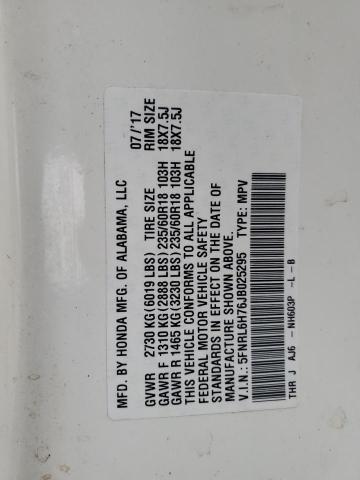 MFD. BY HONDA MFG. OF ALABAMA, LLC 07/'17
GVWR 2730 KG(6019 LBS) TIRE SIZE RIM SIZE
GAWR F 1310 KG(2888 LBS)235/60R18 103H 18X7.5J
GAWR R 1465 KG(3230 LBS)235/60R18 103H 18X7.5J
THIS VEHICLE CONFORMS TO ALL APPLICABLE
FEDERAL MOTOR VEHICLE SAFETY
STANDARDS IN EFFECT ON THE DATE OF
MANUFACTURE SHOWN ABOVE.
V.I.N.: 5FNRL6H76JB025295 TYPE: MPV
THR J AJ6 - NH603P -L - B